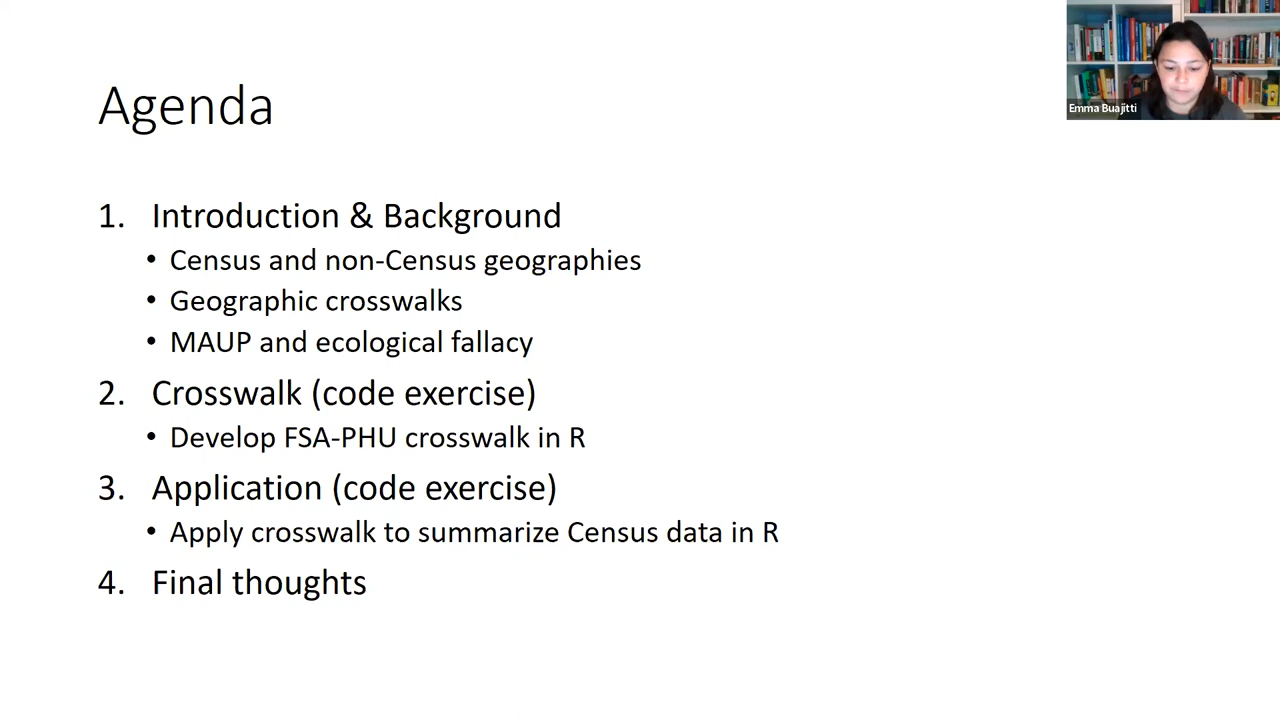 Agenda
Emma Buajitti
1. Introduction & Background
• Census and non-Census geographies
• Geographic crosswalks
• MAUP and ecological fallacy
2. Crosswalk (code exercise)
• Develop FSA-PHU crosswalk in R
3. Application (code exercise)
• Apply crosswalk to summarize Census data in R
4. Final thoughts